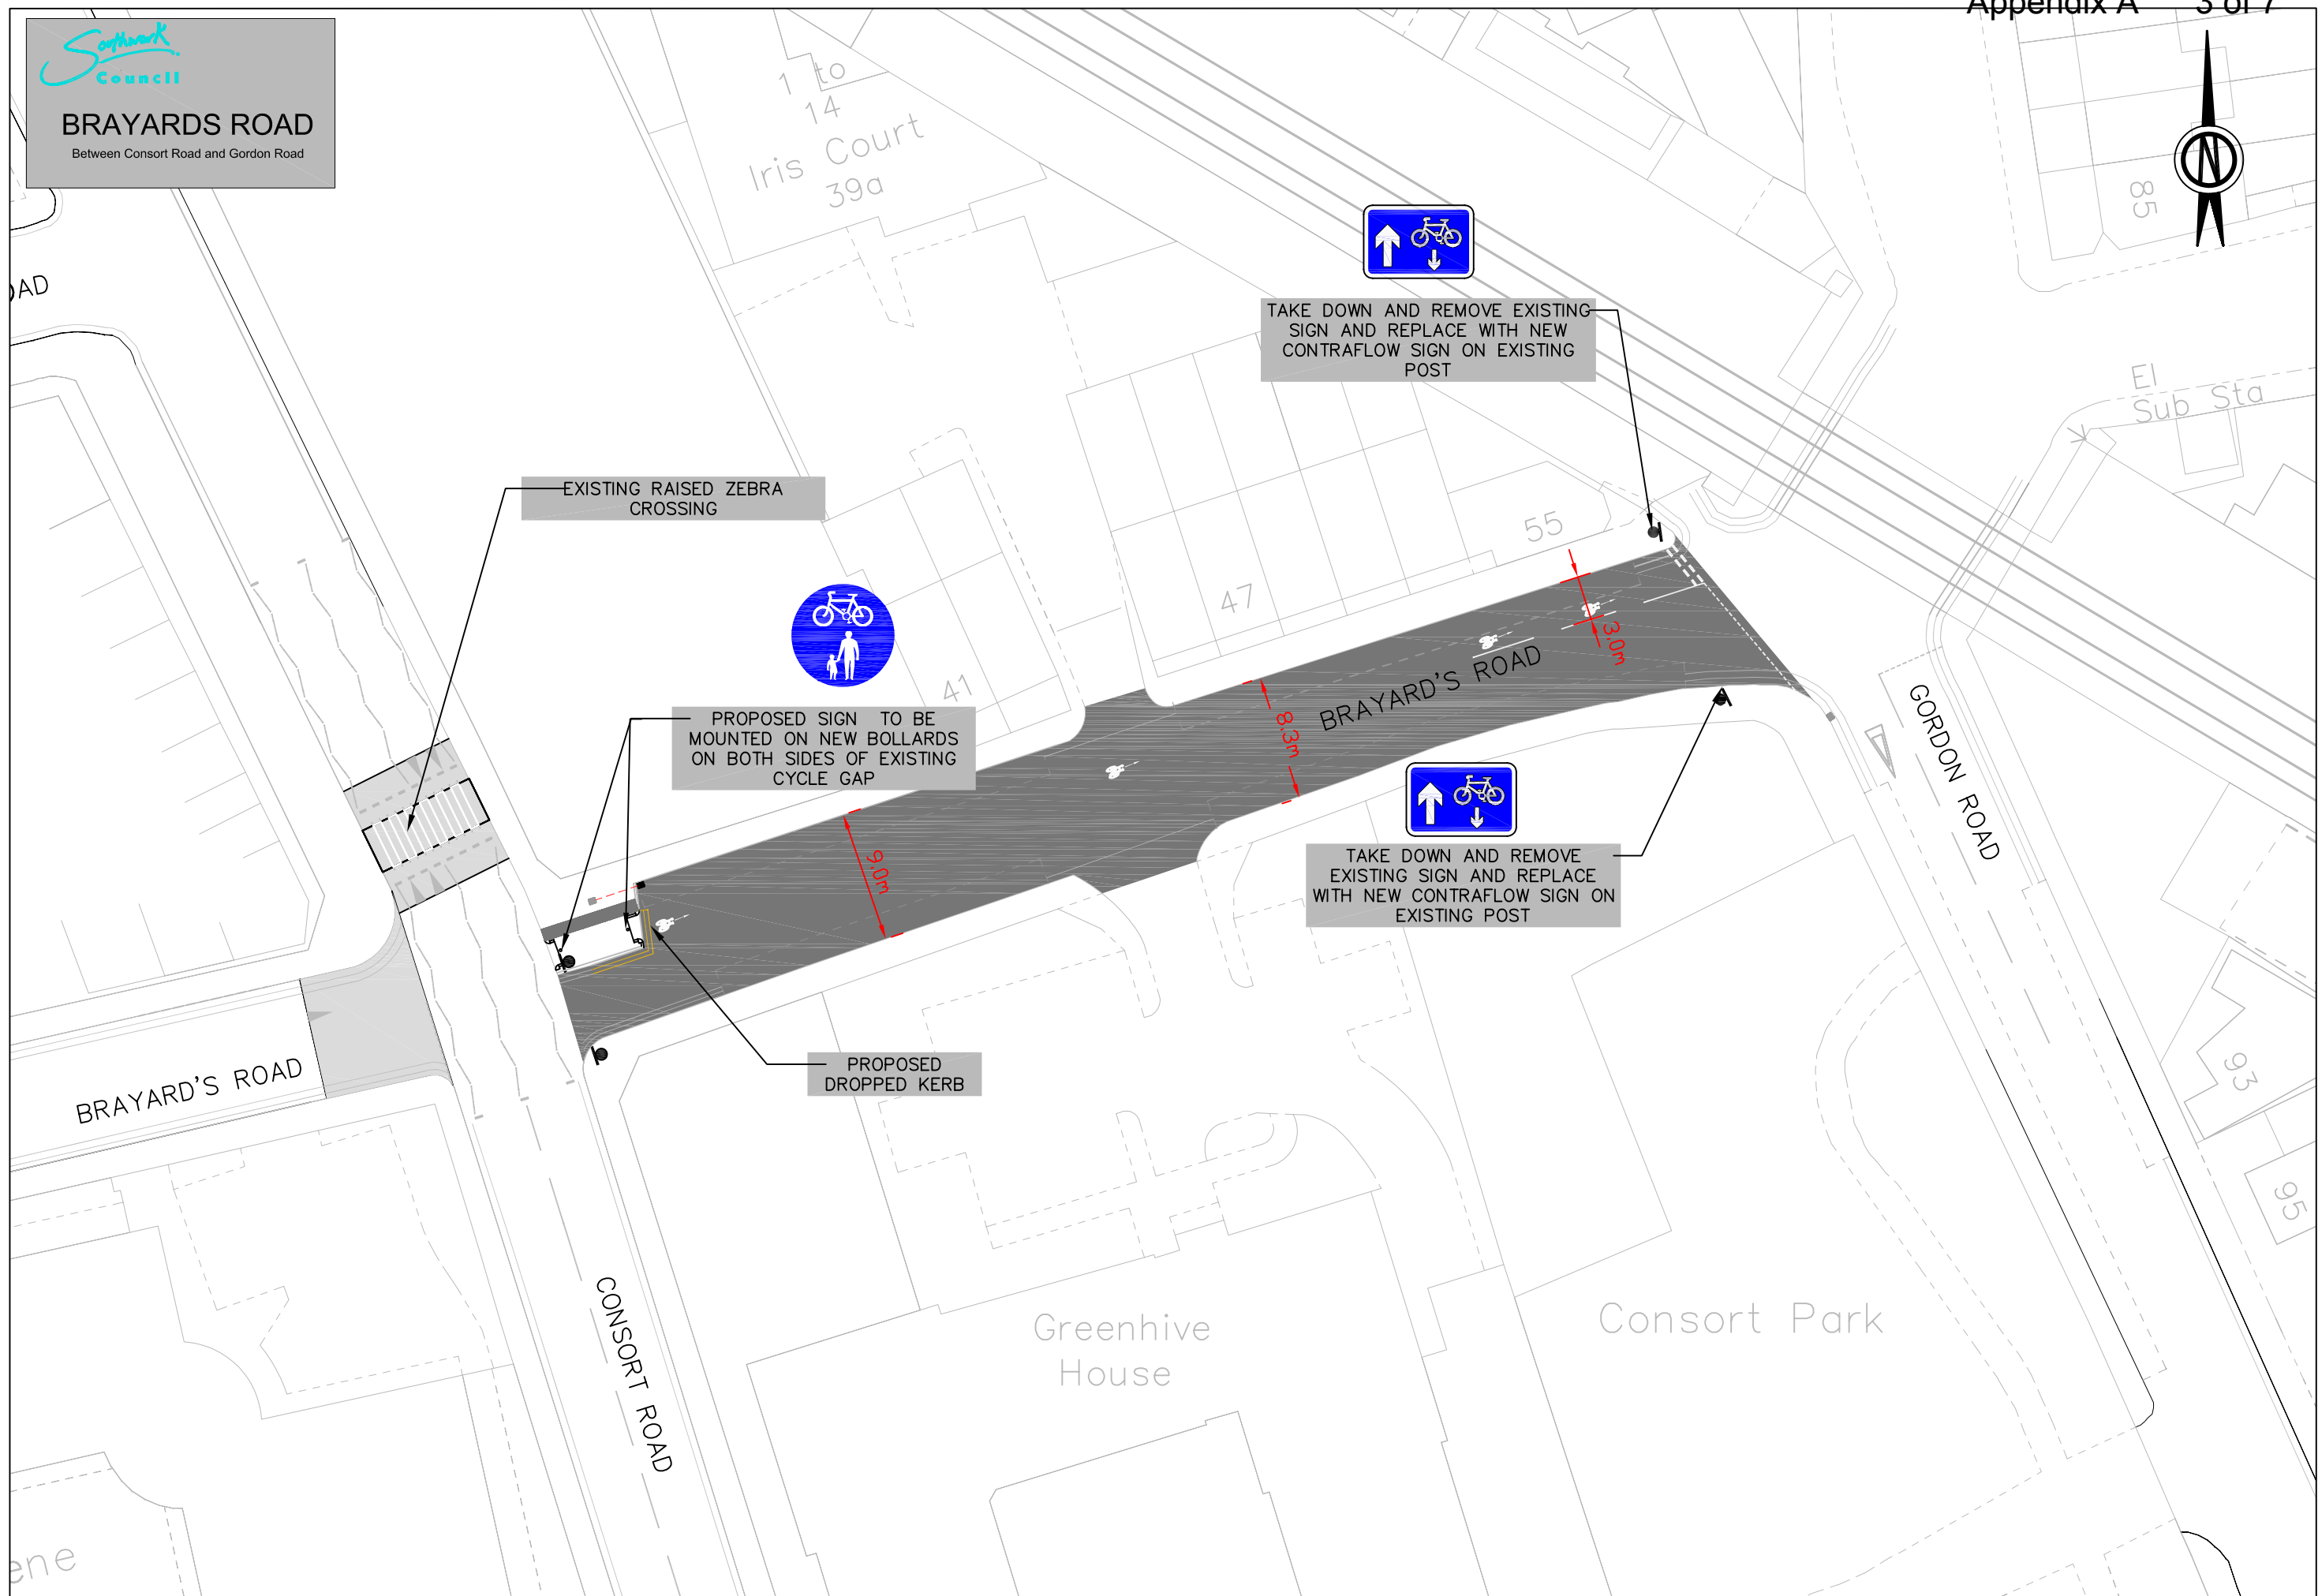 Appendix A 3 of 7
Southwark
Council
BRAYARDS ROAD
Between Consort Road and Gordon Road
1 to
14
Iris Court
39a
85
OAD
TAKE DOWN AND REMOVE EXISTING
SIGN AND REPLACE WITH NEW
CONTRAFLOW SIGN ON EXISTING
POST
El
Sub Sta
EXISTING RAISED ZEBRA
CROSSING
55
47
41
3.0m
BRAYARD'S ROAD
8.3m
9.0m
PROPOSED SIGN TO BE
MOUNTED ON NEW BOLLARDS
ON BOTH SIDES OF EXISTING
CYCLE GAP
GORDON ROAD
TAKE DOWN AND REMOVE
EXISTING SIGN AND REPLACE
WITH NEW CONTRAFLOW SIGN ON
EXISTING POST
PROPOSED
DROPPED KERB
BRAYARD'S ROAD
93
95
CONSORT ROAD
Greenhive
House
Consort Park
ene
N